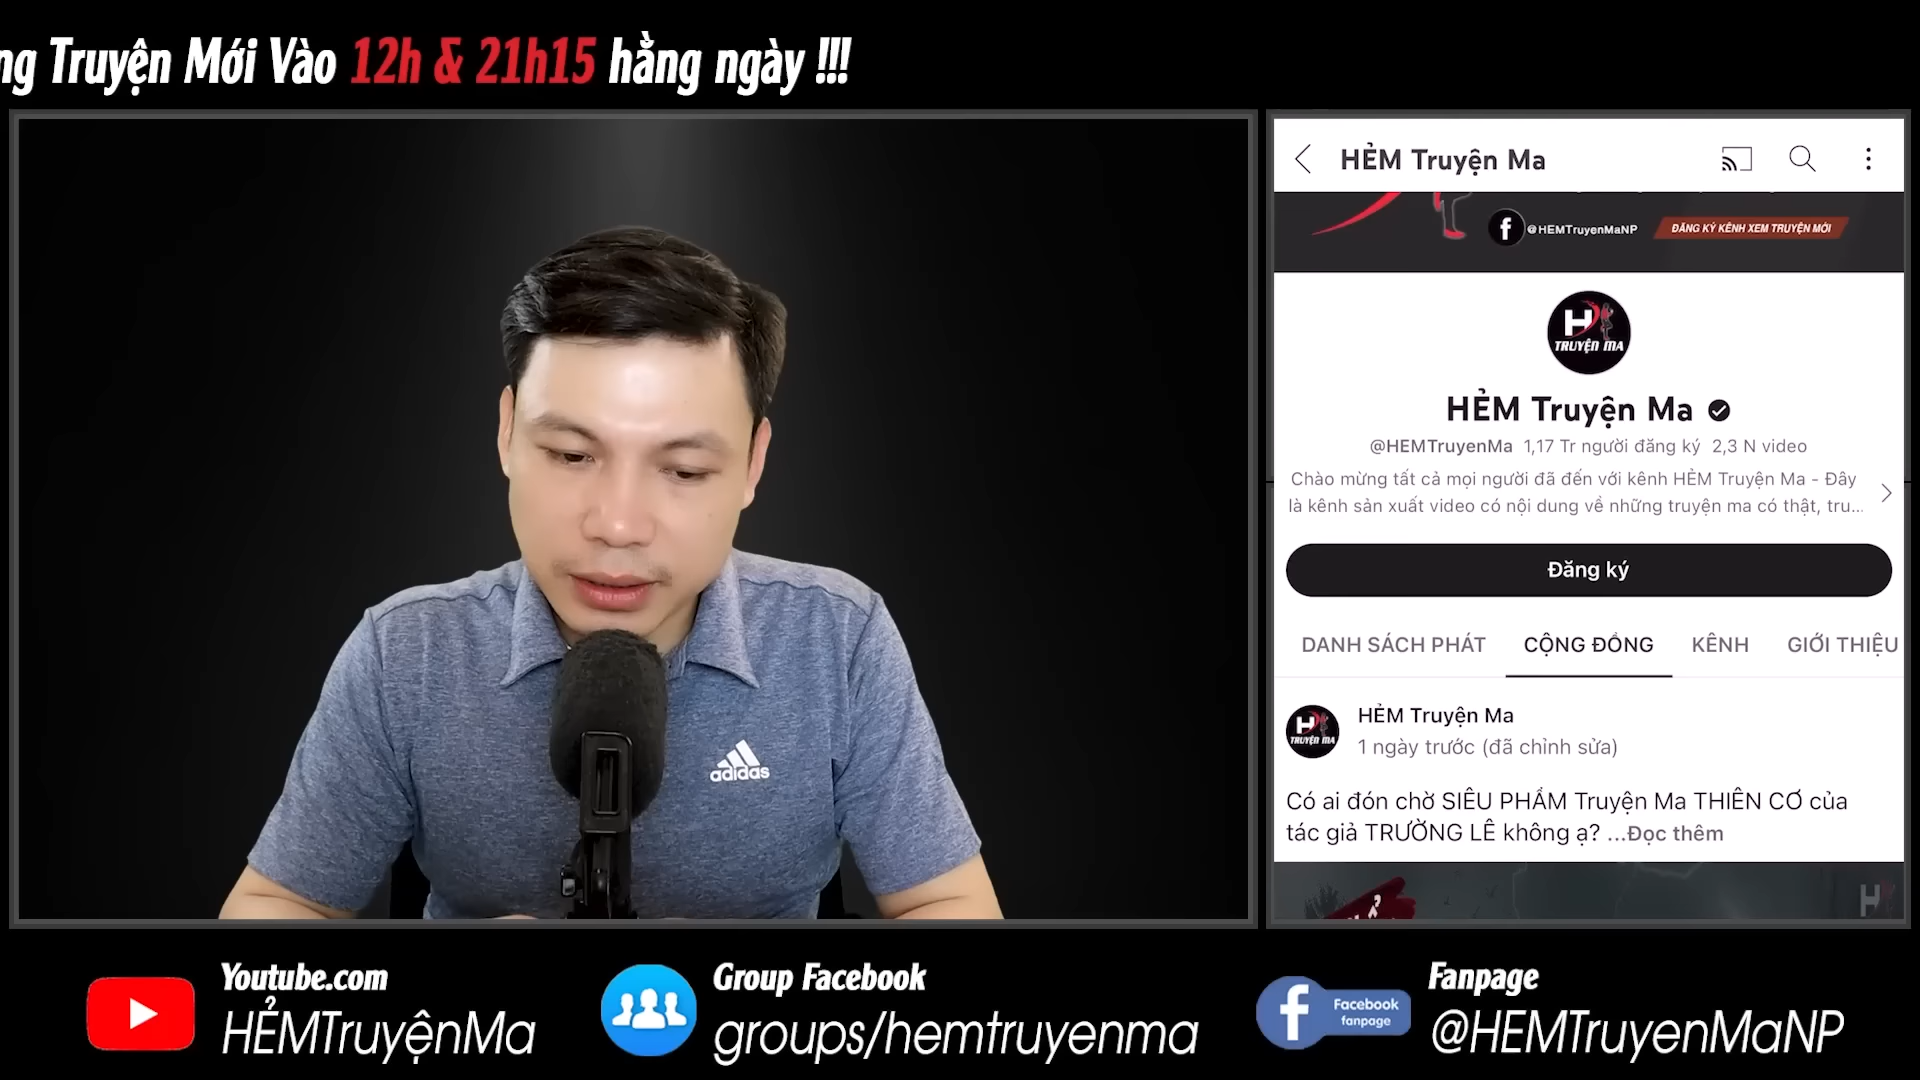 ng Truyện Mới Vào 12h & 21h15 hằng ngày !!!
HẺM Truyện Ma
@HEMTruyenMaNP
ĐĂNG KÝ KÊNH XEM TRUYỆN MỚI
H
TRUYỆN MA
HẺM Truyện Ma
@HEMTruyenMa 1,17 Tr người đăng ký 2,3 N video
Chào mừng tất cả mọi người đã đến với kênh HẺM Truyện Ma - Đây
là kênh sản xuất video có nội dung về những truyện ma có thật, tru...
Đăng ký
DANH SÁCH PHÁT CỘNG ĐỒNG KÊNH GIỚI THIỆU
H
TRUYỆN MA
HẺM Truyện Ma
1 ngày trước (đã chỉnh sửa)
Có ai đón chờ SIÊU PHẨM Truyện Ma THIÊN CƠ của
tác giả TRƯỜNG LÊ không ạ? ...Đọc thêm
H
adidas
Youtube.com
HẺMTruyệnMa
Group Facebook
groups/hemtruyenma
Facebook
fanpage
Fanpage
@HEMTruyenMaNP